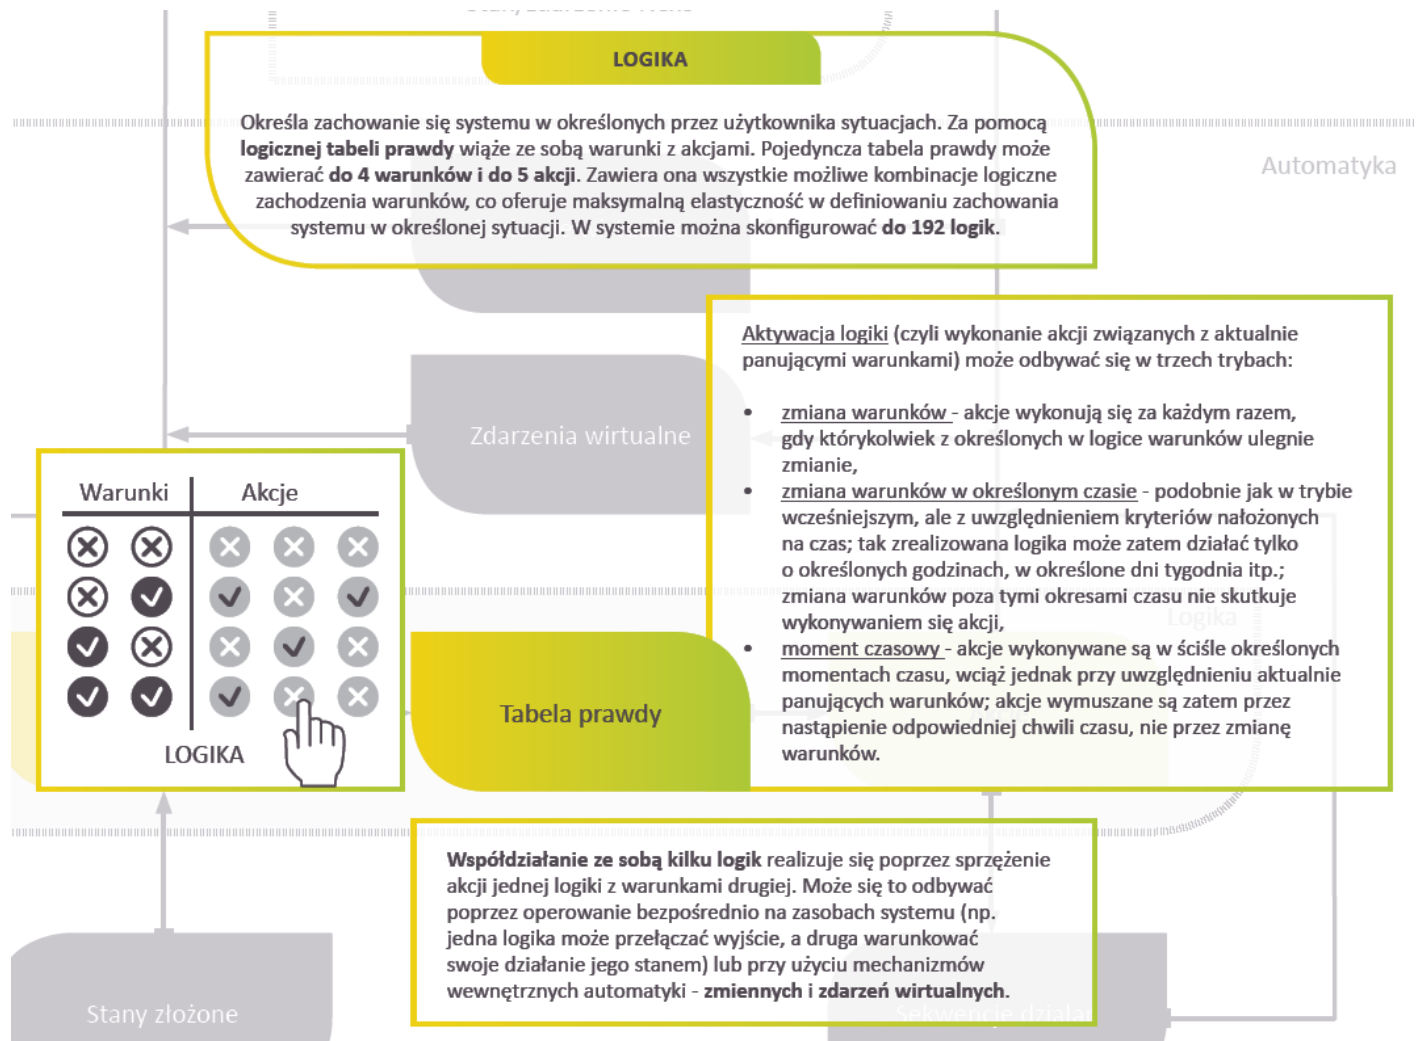 LOGIKA
Określa zachowanie się systemu w określonych przez użytkownika sytuacjach. Za pomocą
logicznej tabeli prawdy wiąże ze sobą warunki z akcjami. Pojedyncza tabela prawdy może
zawierać do 4 warunków i do 5 akcji. Zawiera ona wszystkie możliwe kombinacje logiczne
zachodzenia warunków, co oferuje maksymalną elastyczność w definiowaniu zachowania
systemu w określonej sytuacji. W systemie można skonfigurować do 192 logik.
Automatyka
Aktywacja logiki (czyli wykonanie akcji związanych z aktualnie
panującymi warunkami) może odbywać się w trzech trybach:
• zmiana warunków - akcje wykonują się za każdym razem,
gdy którykolwiek z określonych w logice warunków ulegnie
zmianie,
• zmiana warunków w określonym czasie - podobnie jak w trybie
wcześniejszym, ale z uwzględnieniem kryteriów nałożonych
na czas; tak zrealizowana logika może zatem działać tylko
o określonych godzinach, w określone dni tygodnia itp.;
zmiana warunków poza tymi okresami czasu nie skutkuje
wykonywaniem się akcji,
• moment czasowy - akcje wykonywane są w ściśle określonych
momentach czasu, wciąż jednak przy uwzględnieniu aktualnie
panujących warunków; akcje wymuszane są zatem przez
nastąpienie odpowiedniej chwili czasu, nie przez zmianę
warunków.
Logika
Zdarzenia wirtualne
Warunki Akcje
LOGIKA
Tabela prawdy
Współdziałanie ze sobą kilku logik realizuje się poprzez sprzężenie
akcji jednej logiki z warunkami drugiej. Może się to odbywać
poprzez operowanie bezpośrednio na zasobach systemu (np.
jedna logika może przełączać wyjście, a druga warunkować
swoje działanie jego stanem) lub przy użyciu mechanizmów
wewnętrznych automatyki - zmiennych i zdarzeń wirtualnych.
Stany złożone
Sekwencje działań